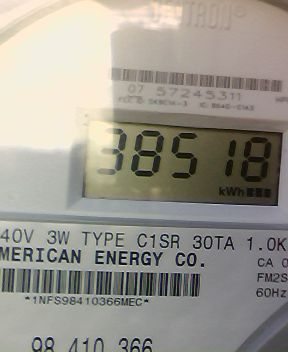 07 57245311
38518
kWh
40V 3W TYPE C1SR 30TA 1.0K
MERICAN ENERGY CO.
CA 0
FM2S
60Hz
*1NFS98410366MEC*
98 410 366